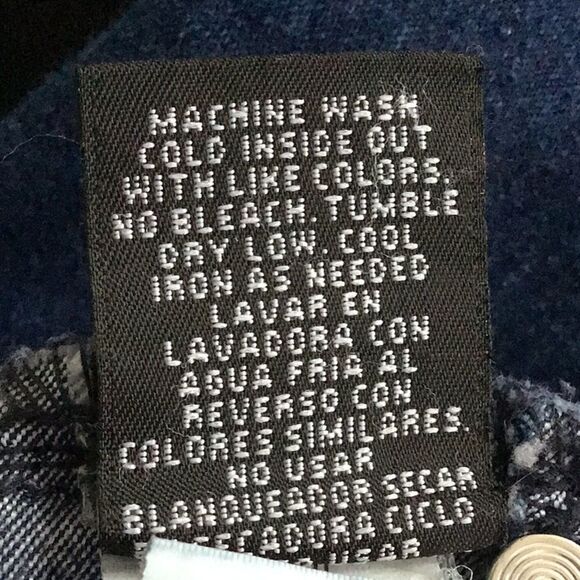 MACHINE WASH
COLD INSIDE OUT
WITH LIKE COLORS.
NO BLEACH. TUMBLE
DRY LOW. COOL
IRON AS NEEDED
LAVAR EN
LAVADORA CON
AGUA FRIA AL
REVERSO CON
COLORES SIMILARES.
NO USAR
BLANQUEADOR SECAR
CICLO
USAR